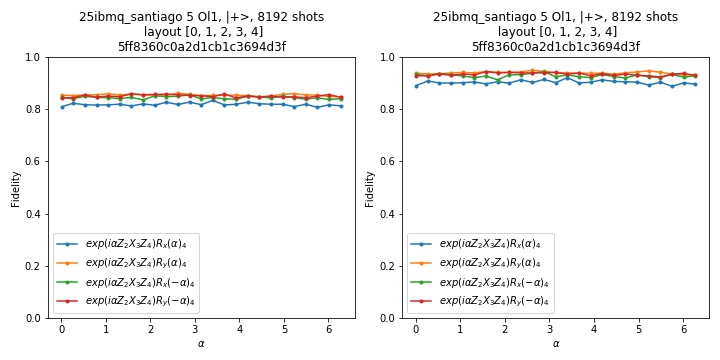 25ibmq_santiago 5 Ol1, |+>, 8192 shots
layout [0, 1, 2, 3, 4]
5ff8360c0a2d1cb1c3694d3f
1.0
0.8
0.6
0.4
0.2
0.0
Fidelity
exp(iαZ₂X₃Z₄)Rₓ(α)₄
exp(iαZ₂X₃Z₄)Rᵧ(α)₄
exp(iαZ₂X₃Z₄)Rₓ(−α)₄
exp(iαZ₂X₃Z₄)Rᵧ(−α)₄
0 1 2 3 4 5 6
α
25ibmq_santiago 5 Ol1, |+>, 8192 shots
layout [0, 1, 2, 3, 4]
5ff8360c0a2d1cb1c3694d3f
1.0
0.8
0.6
0.4
0.2
0.0
Fidelity
exp(iαZ₂X₃Z₄)Rₓ(α)₄
exp(iαZ₂X₃Z₄)Rᵧ(α)₄
exp(iαZ₂X₃Z₄)Rₓ(−α)₄
exp(iαZ₂X₃Z₄)Rᵧ(−α)₄
0 1 2 3 4 5 6
α